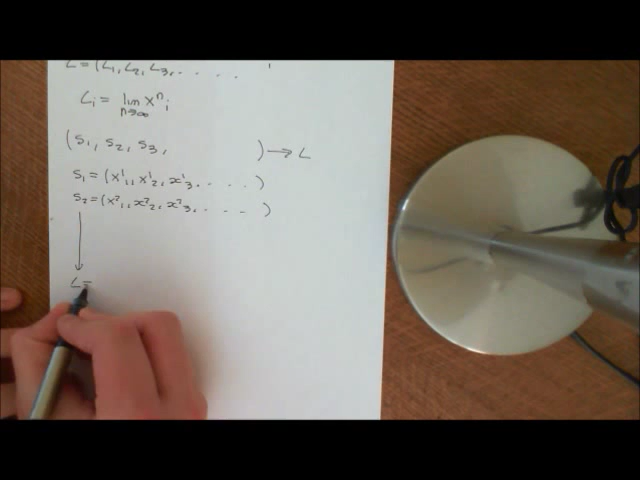 L = (L₁, L₂, L₃, . . . . .
Lᵢ = lim xⁿᵢ
n→∞
(S₁, S₂, S₃, ) → L
S₁ = (x¹₁, x¹₂, x¹₃, . . . . )
S₂ = (x²₁, x²₂, x²₃, . . . . )
L =